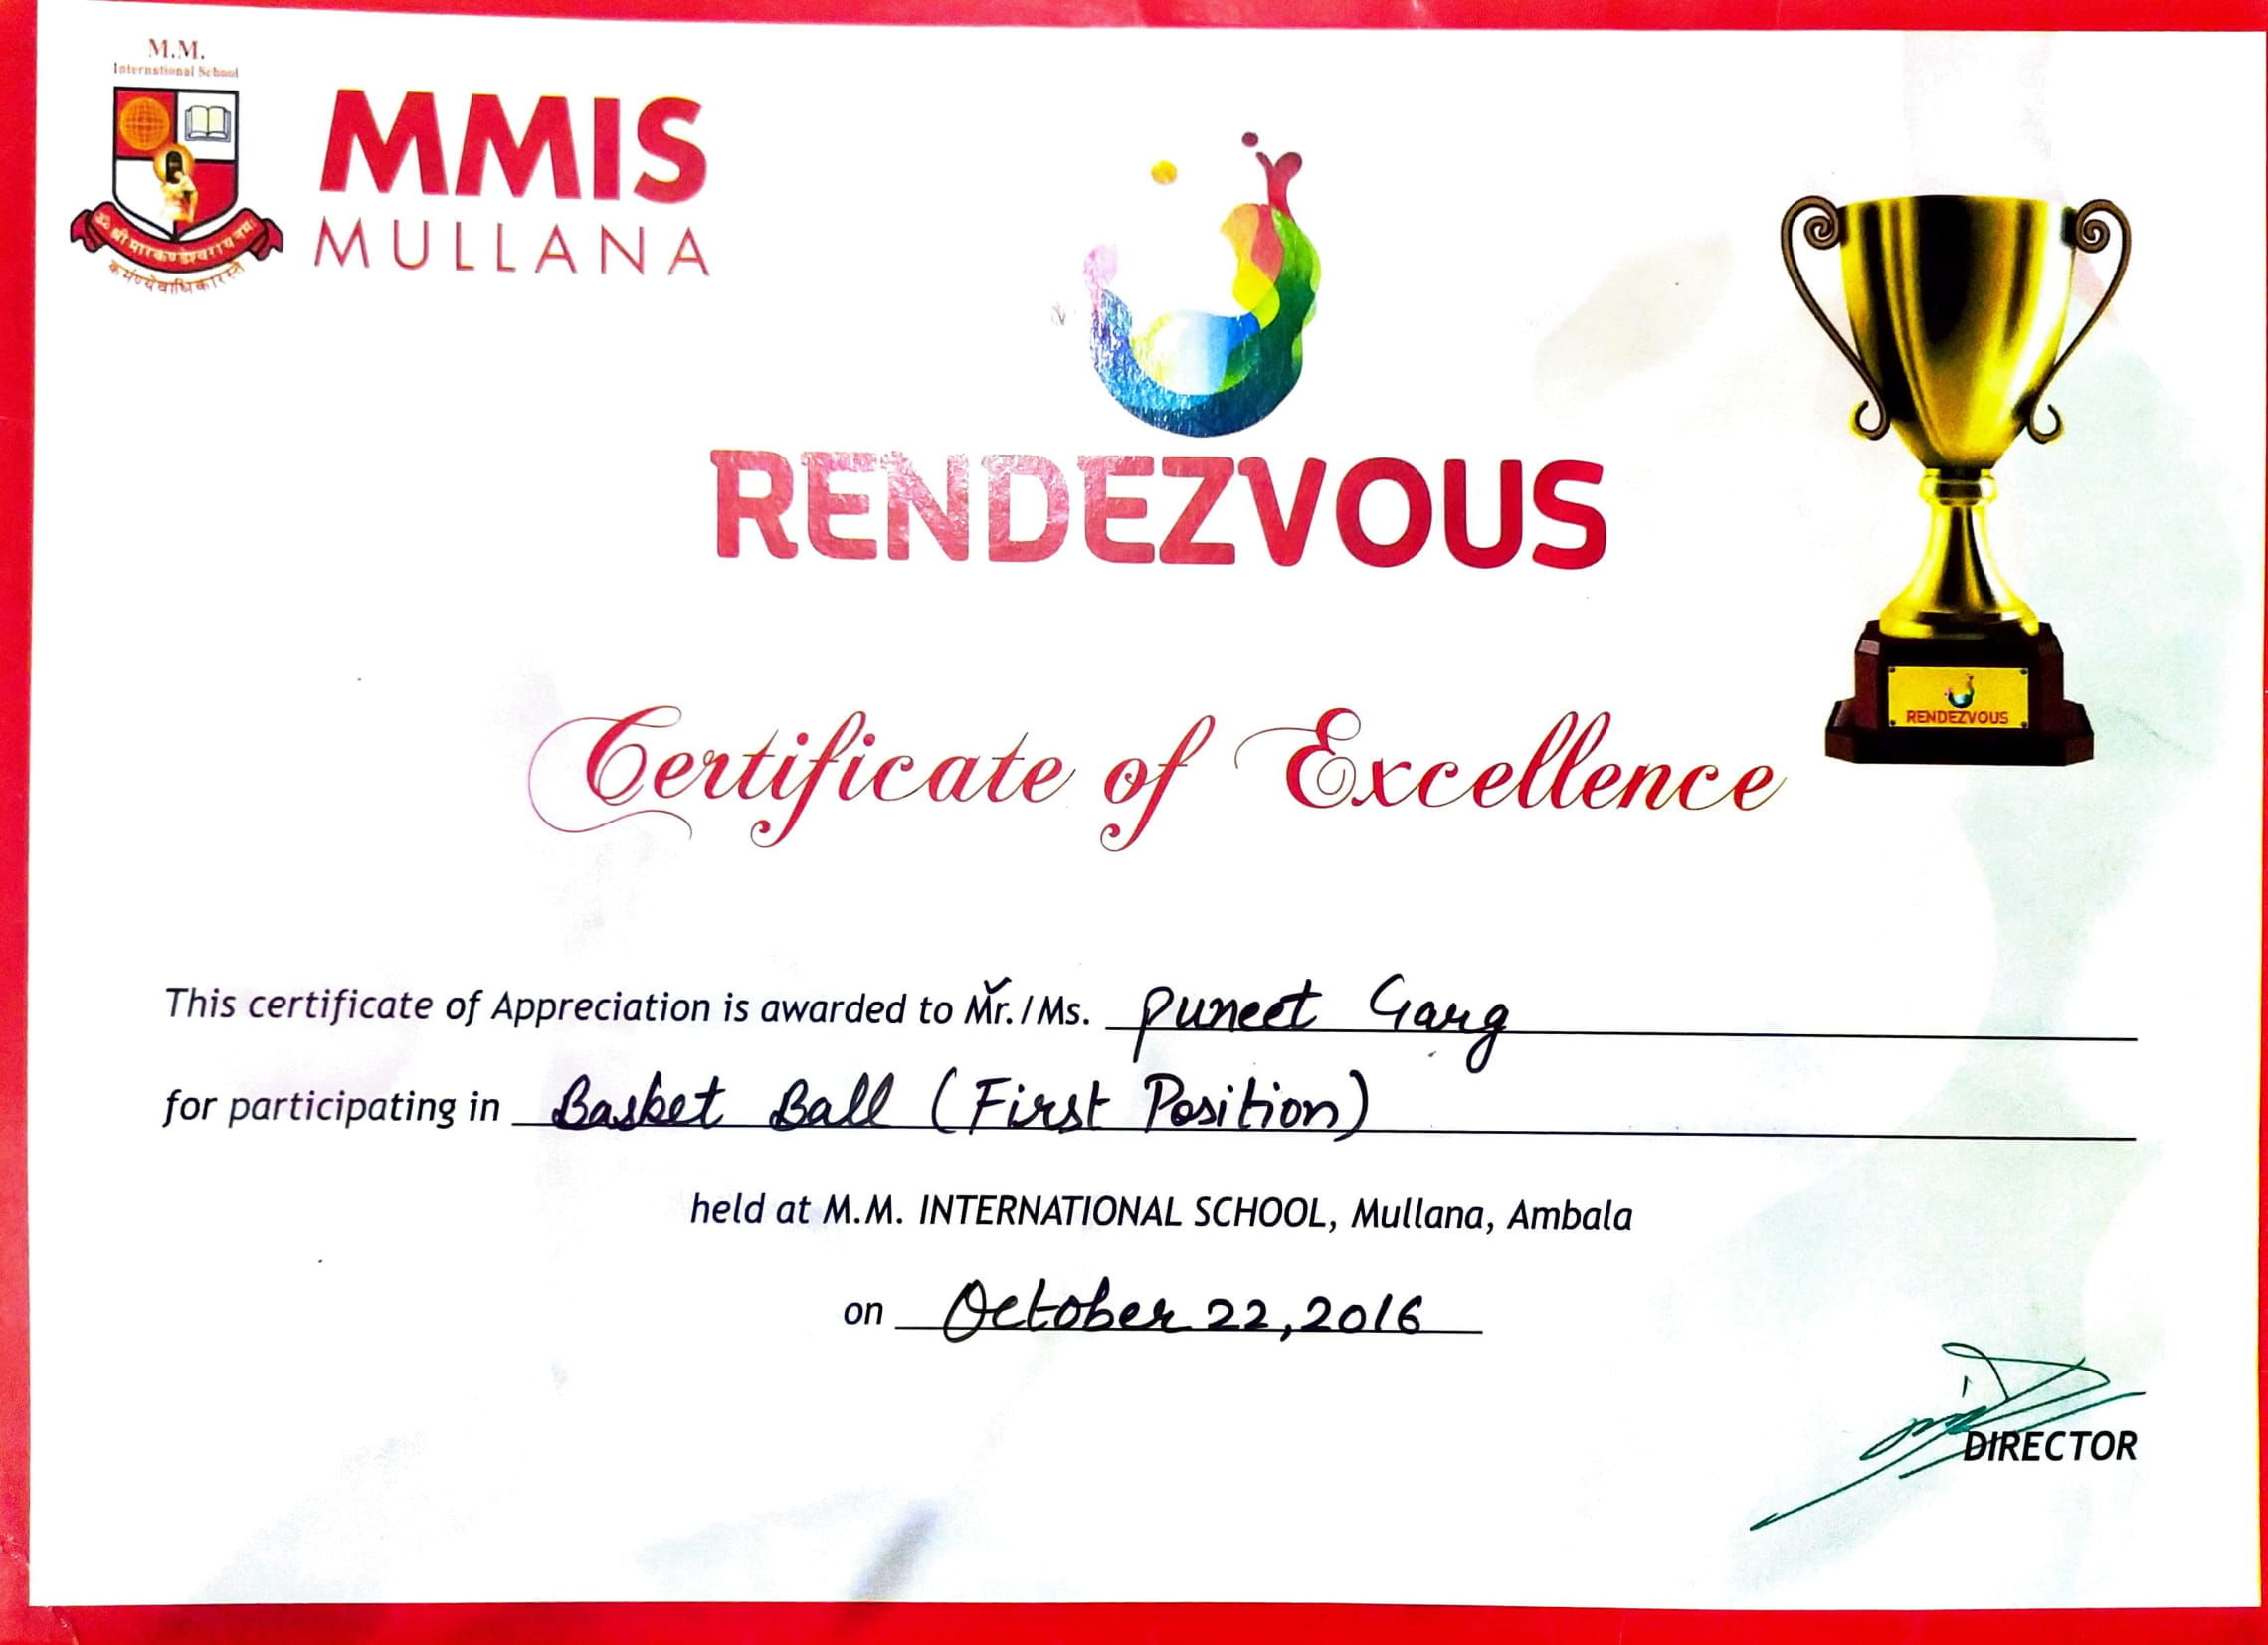 M.M.
International School
ॐ श्री मारकण्डेश्वराय नमः
कर्मण्येवाधिकारस्ते
MMIS
MULLANA
RENDEZVOUS
RENDEZVOUS
Certificate of Excellence
This certificate of Appreciation is awarded to Mr./Ms. Puneet Garg
for participating in Basket Ball (First Position)
held at M.M. INTERNATIONAL SCHOOL, Mullana, Ambala
on October 22, 2016
DIRECTOR